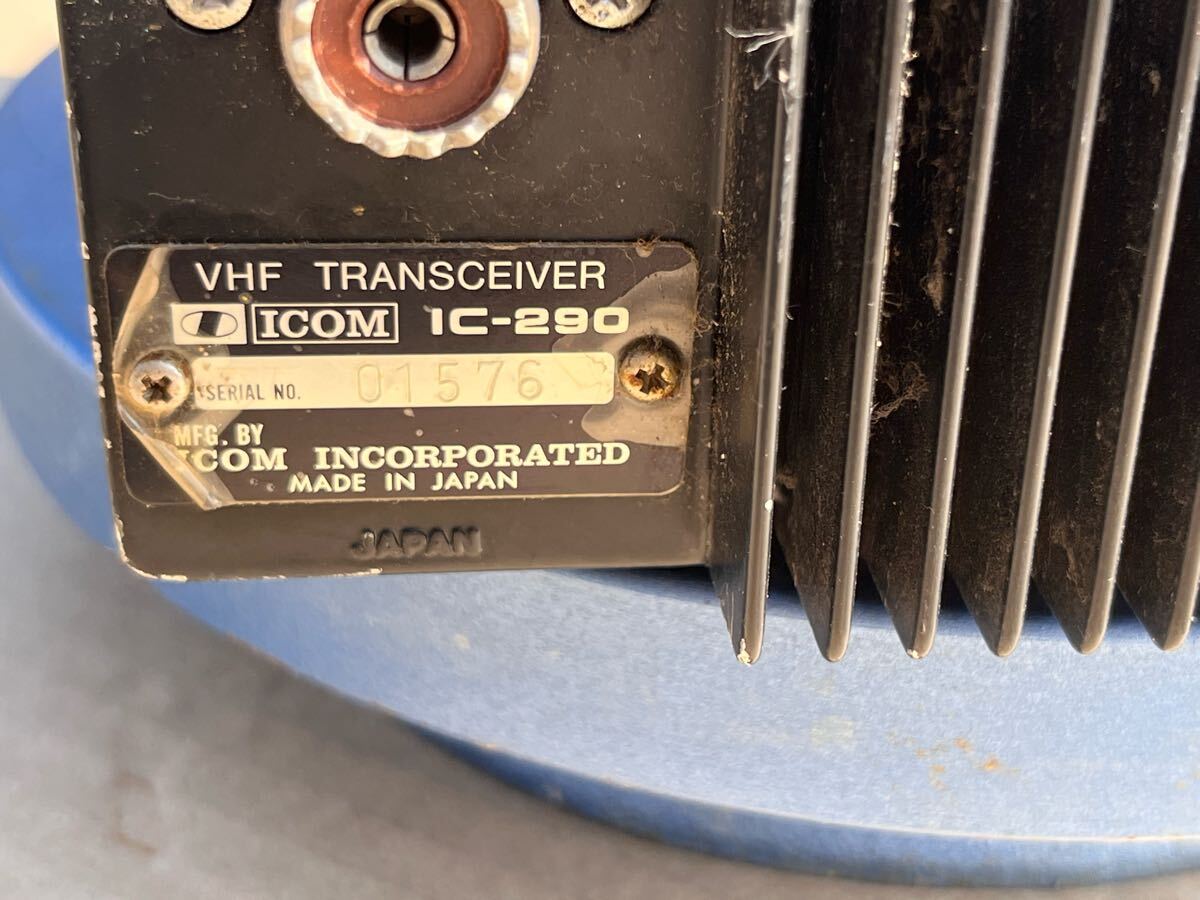 VHF TRANSCEIVER
ICOM IC-290
SERIAL NO. 01576
MFG. BY
ICOM INCORPORATED
MADE IN JAPAN
JAPAN